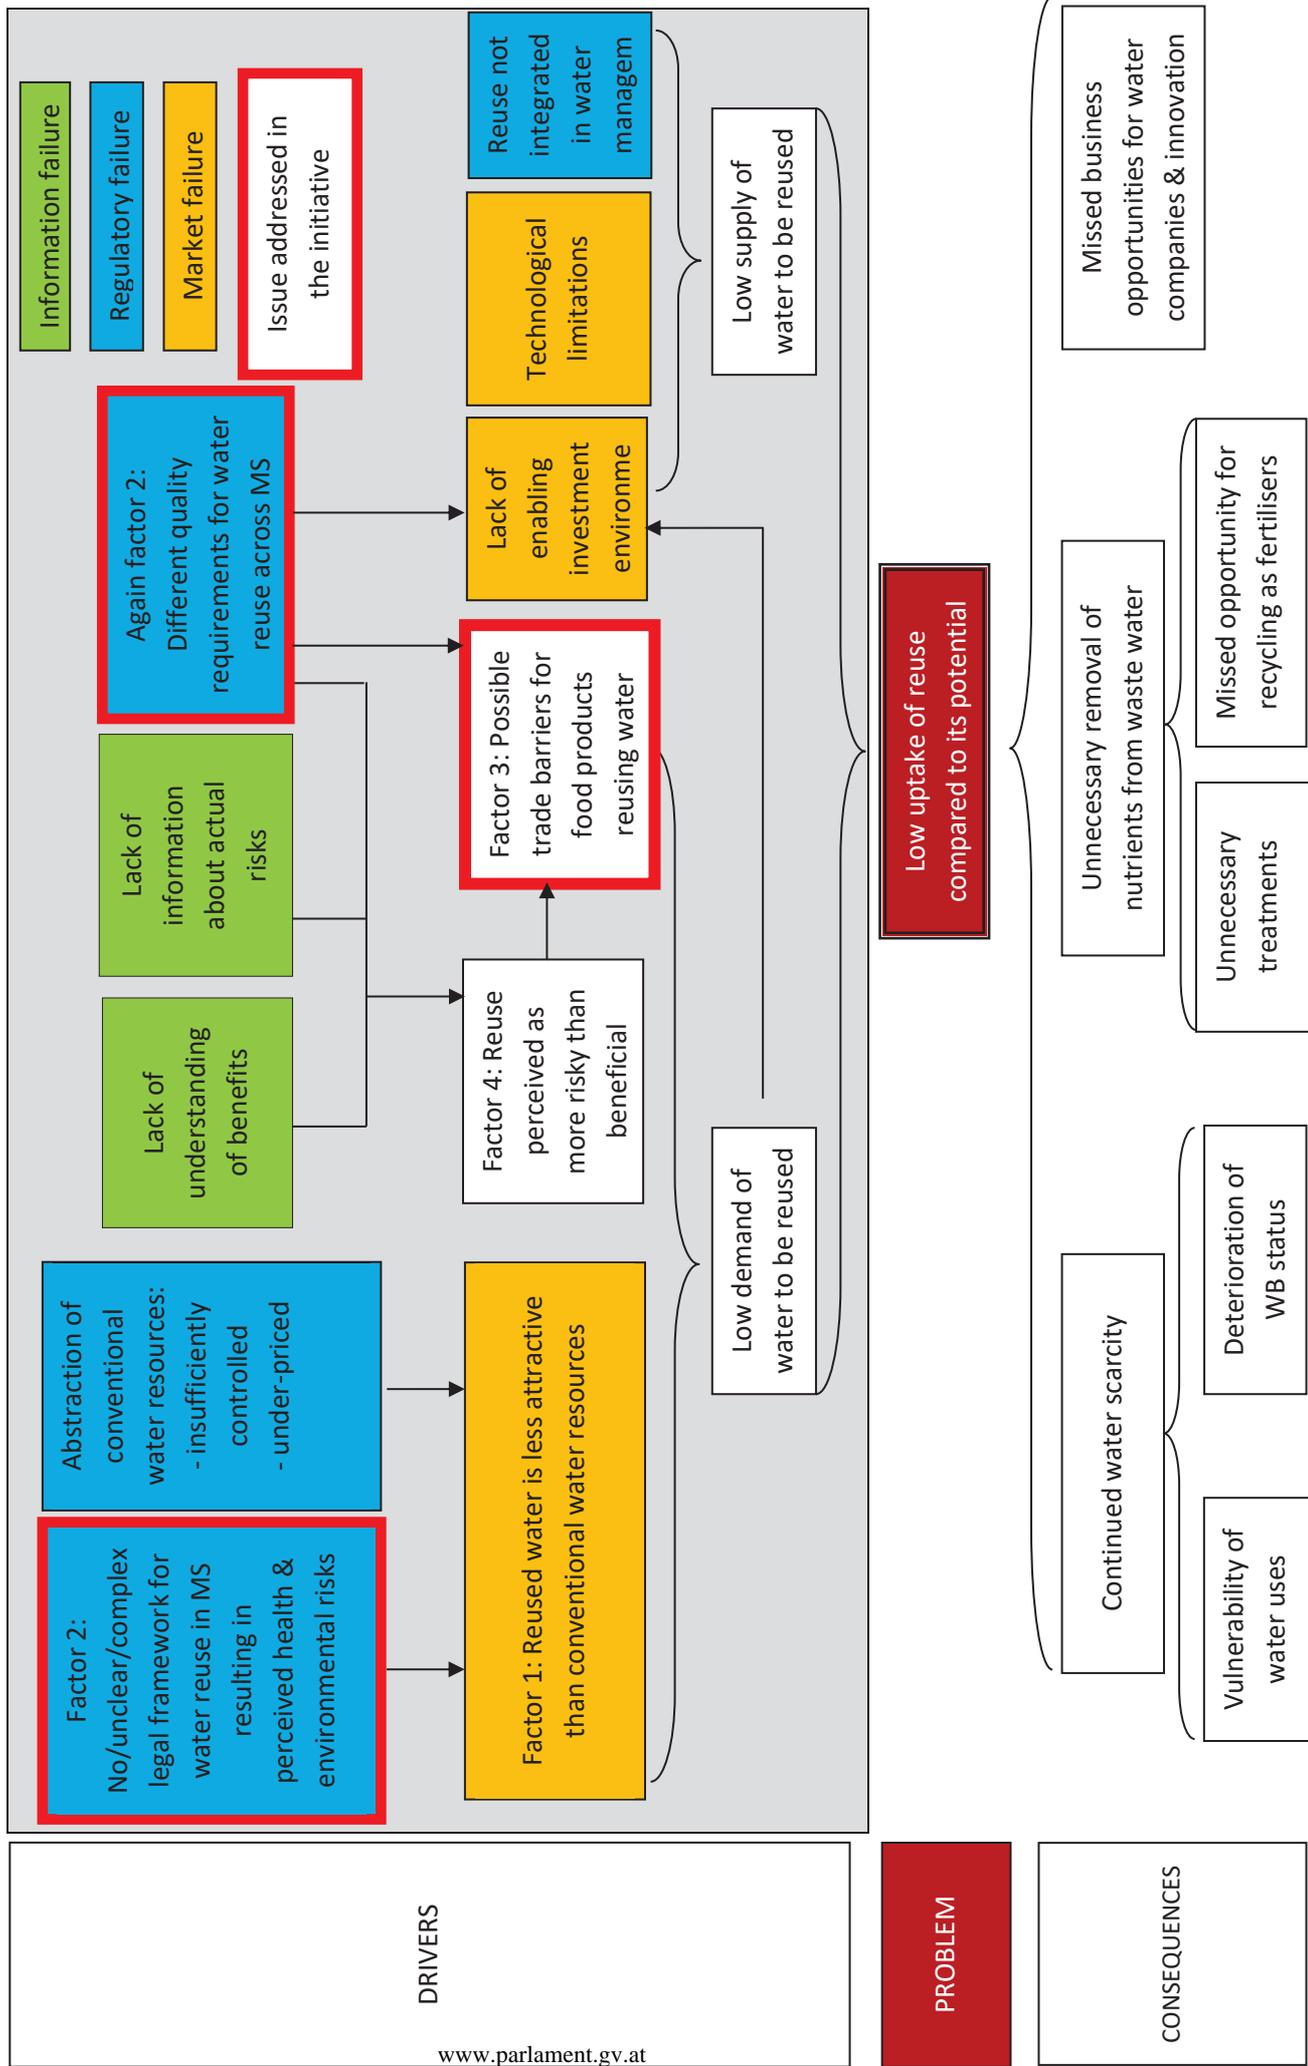 DRIVERS
Factor 2:
No/unclear/complex
legal framework for
water reuse in MS
resulting in
perceived health &
environmental risks
Abstraction of
conventional
water resources:
- insufficiently
controlled
- under-priced
Lack of
understanding
of benefits
Lack of
information
about actual
risks
Again factor 2:
Different quality
requirements for water
reuse across MS
Information failure
Regulatory failure
Market failure
Issue addressed in
the initiative
Factor 1: Reused water is less attractive
than conventional water resources
Factor 4: Reuse
perceived as
more risky than
beneficial
Factor 3: Possible
trade barriers for
food products
reusing water
Lack of
enabling
investment
environme
Technological
limitations
Reuse not
integrated
in water
managem
Low demand of
water to be reused
Low supply of
water to be reused
PROBLEM
Low uptake of reuse
compared to its potential
CONSEQUENCES
Continued water scarcity
Unnecessary removal of
nutrients from waste water
Missed business
opportunities for water
companies & innovation
Vulnerability of
water uses
Deterioration of
WB status
Unnecessary
treatments
Missed opportunity for
recycling as fertilisers
www.parlament.gv.at